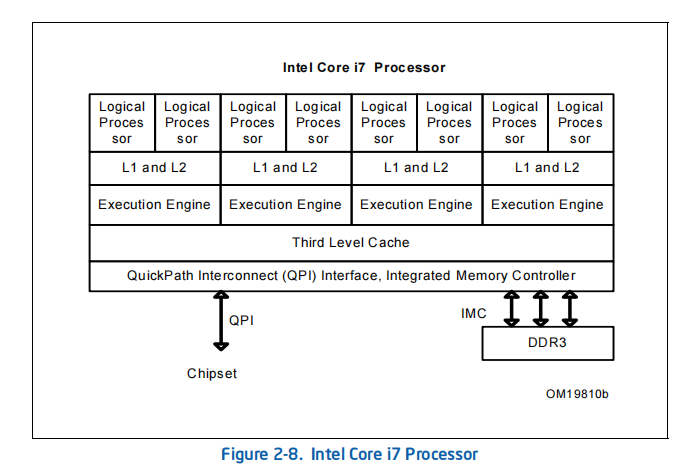 Intel Core i7 Processor
Logical Logical Logical Logical Logical Logical Logical Logical
Proces Proces Proces Proces Proces Proces Proces Proces
sor sor sor sor sor sor sor sor
L1 and L2 L1 and L2 L1 and L2 L1 and L2
Execution Engine Execution Engine Execution Engine Execution Engine
Third Level Cache
QuickPath Interconnect (QPI) Interface, Integrated Memory Controller
QPI IMC
DDR3
Chipset
OM19810b
Figure 2-8. Intel Core i7 Processor